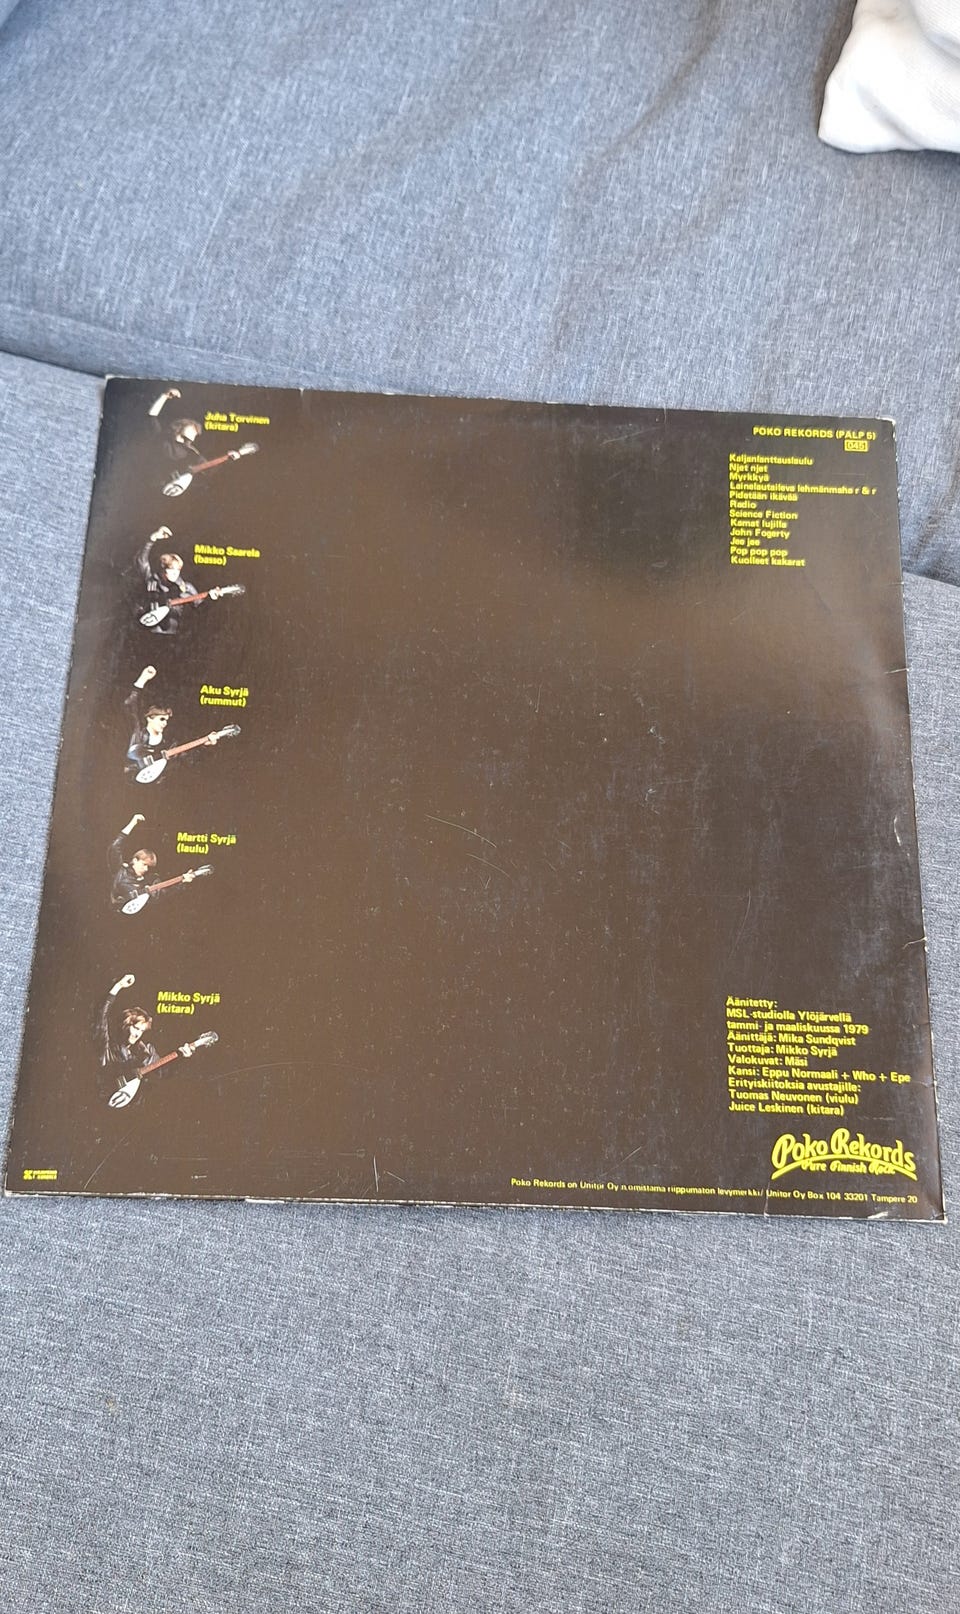 Juha Torvinen
(kitara)
Mikko Saarela
(basso)
Aku Syrjä
(rummut)
Martti Syrjä
(laulu)
Mikko Syrjä
(kitara)
POKO REKORDS (PALP 5)
045
Kaljanlanttauslaulu
Njet njet
Myrkkyä
Lainelautaileva lehmänmaha r & r
Pidetään ikävää
Radio
Science Fiction
Kamat lujilla
John Fogerty
Jee jee
Pop pop pop
Kuolleet kakarat
Äänitetty:
MSL-studiolla Ylöjärvellä
tammi- ja maaliskuussa 1979
Äänittäjä: Mika Sundqvist
Tuottaja: Mikko Syrjä
Valokuvat: Mäsi
Kansi: Eppu Normaali + Who + Epe
Erityiskiitoksia avustajille:
Tuomas Neuvonen (viulu)
Juice Leskinen (kitara)
Poko Rekords
Pure Finnish Rock
Poko Rekords on Unitor Oy:n omistama riippumaton levymerkki/ Unitor Oy Box 104 33201 Tampere 20